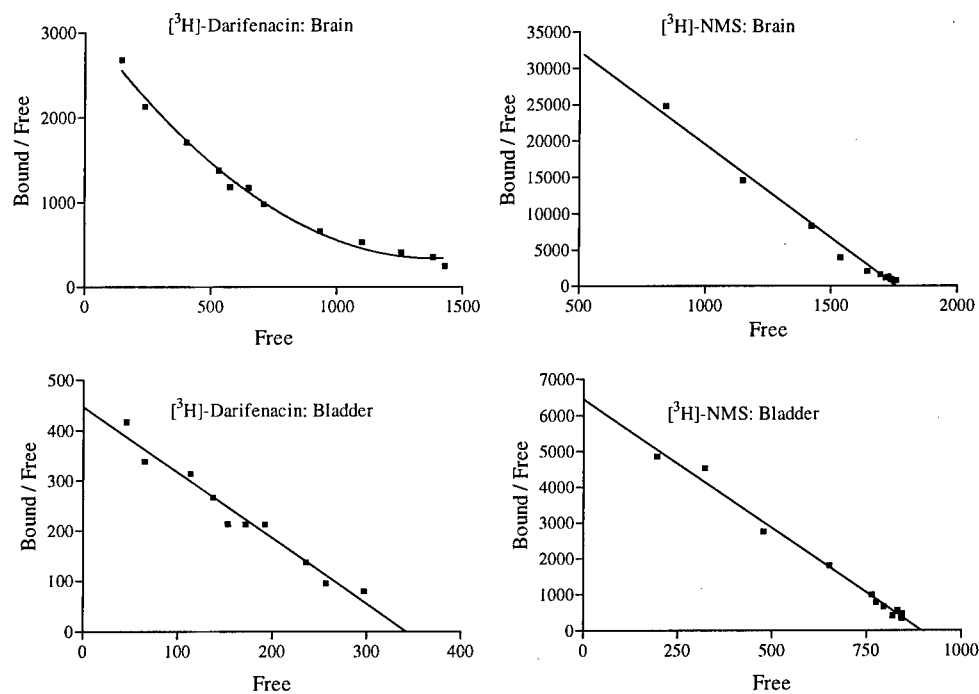 [³H]-Darifenacin: Brain
3000
2000
1000
0
Bound / Free
0 500 1000 1500
Free
[³H]-NMS: Brain
35000
30000
25000
20000
15000
10000
5000
0
Bound / Free
500 1000 1500 2000
Free
[³H]-Darifenacin: Bladder
500
400
300
200
100
0
Bound / Free
0 100 200 300 400
Free
[³H]-NMS: Bladder
7000
6000
5000
4000
3000
2000
1000
0
Bound / Free
0 250 500 750 1000
Free